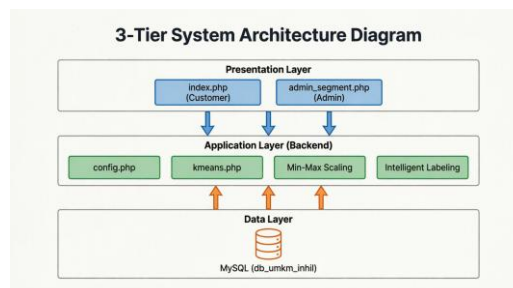 3-Tier System Architecture Diagram
Presentation Layer
index.php
(Customer)
admin_segment.php
(Admin)
Application Layer (Backend)
config.php
kmeans.php
Min-Max Scaling
Intelligent Labeling
Data Layer
MySQL (db_umkm_inhil)